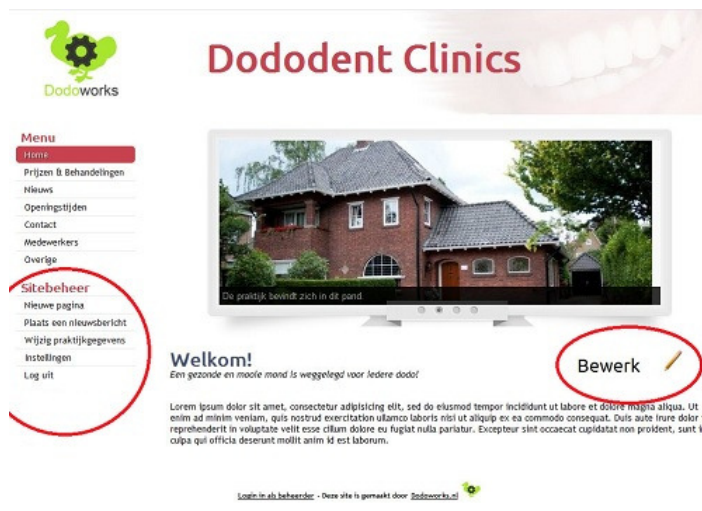 Dodoworks
Dododent Clinics
Menu
Home
Prijzen & Behandelingen
Nieuws
Openingstijden
Contact
Medewerkers
Overige
Sitebeheer
Nieuwe pagina
Plaats een nieuwsbericht
Wijzig praktijkgegevens
Instellingen
Log uit
De praktijk bevindt zich in dit pand
Welkom!
Een gezonde en mooie mond is weggelegd voor iedere dodo!
Bewerk
Lorem ipsum dolor sit amet, consectetur adipisicing elit, sed do eiusmod tempor incididunt ut labore et dolore magna aliqua. Ut
enim ad minim veniam, quis nostrud exercitation ullamco laboris nisi ut aliquip ex ea commodo consequat. Duis aute irure dolor
reprehenderit in voluptate velit esse cillum dolore eu fugiat nulla pariatur. Excepteur sint occaecat cupidatat non proident, sunt
culpa qui officia deserunt mollit anim id est laborum.
Login in als beheerder - Deze site is gemaakt door Dodoworks.nl